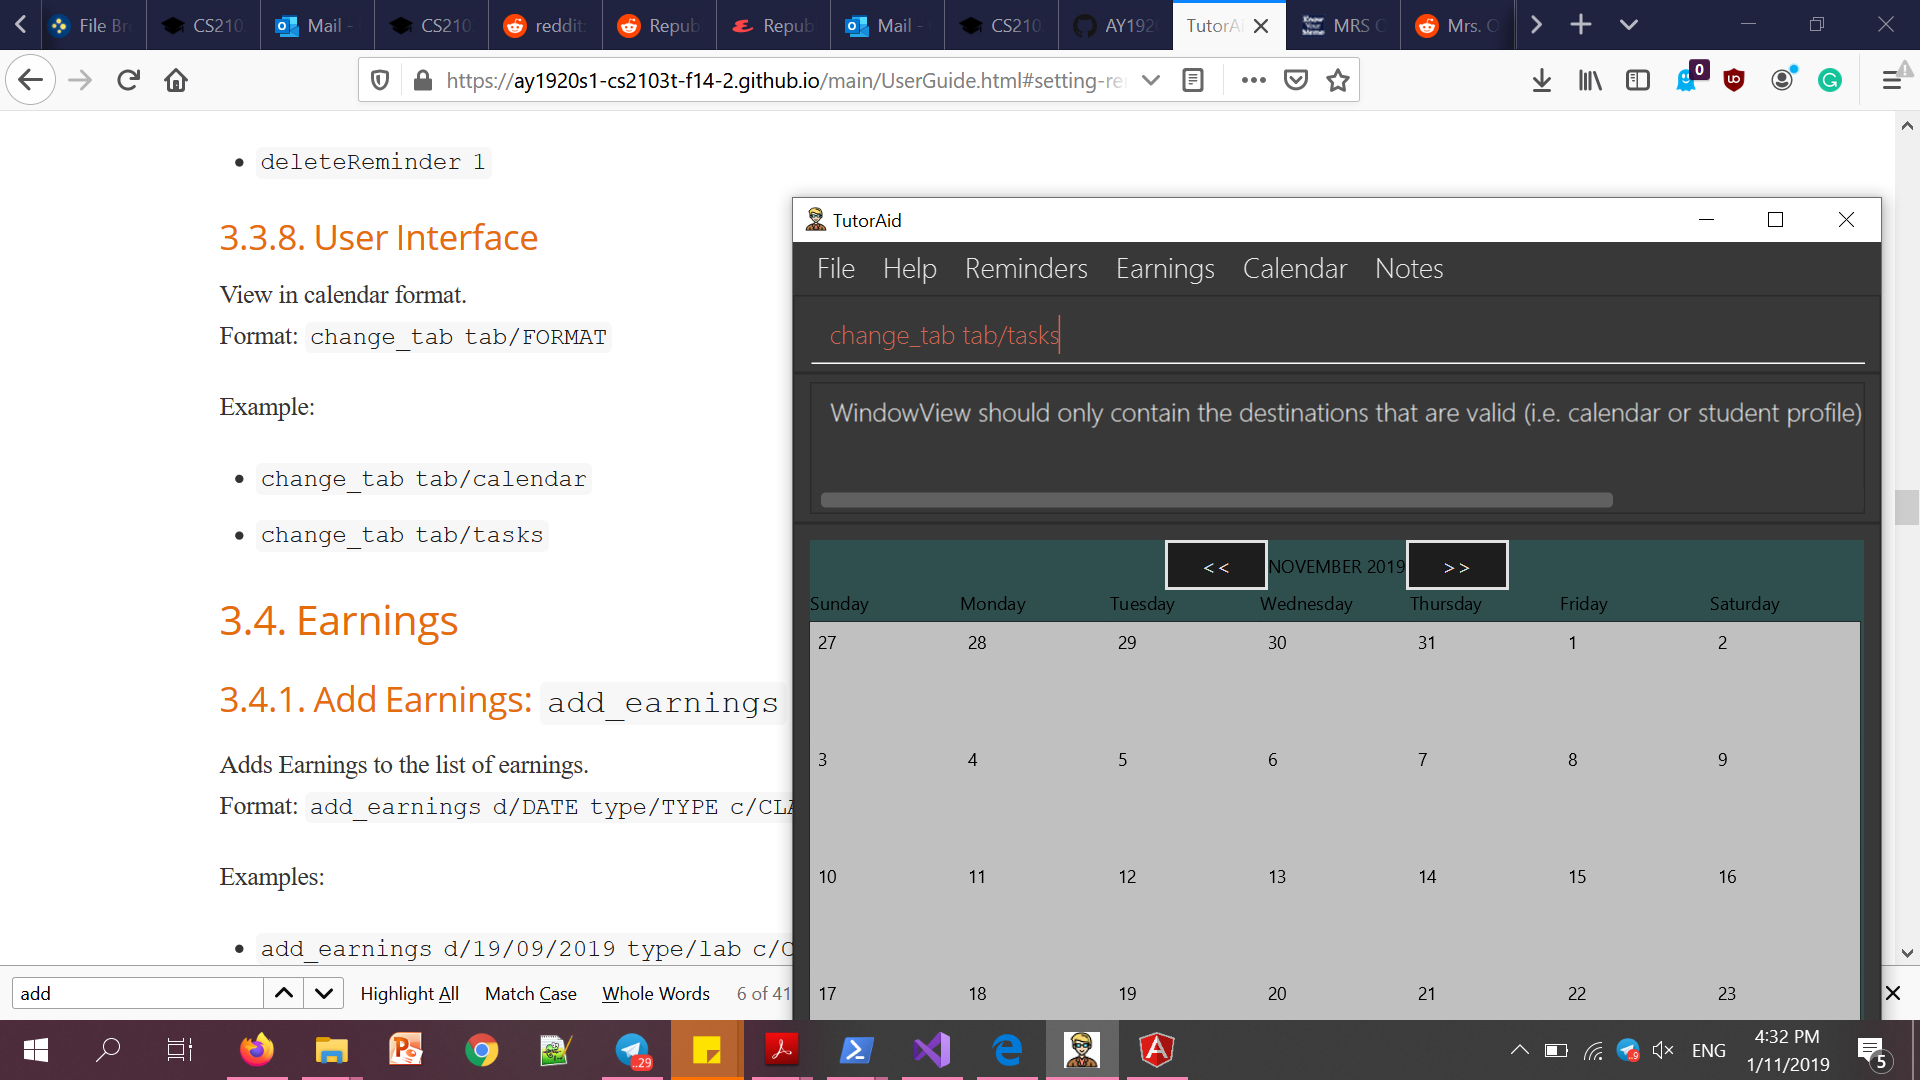 File Br
CS210
Mail -
CS210
reddit
Repub
Repub
Mail -
CS210
AY192
TutorAi
MRS O
Mrs. O
https://ay1920s1-cs2103t-f14-2.github.io/main/UserGuide.html#setting-re
0
deleteReminder 1
3.3.8. User Interface
View in calendar format.
Format: change_tab tab/FORMAT
Example:
change_tab tab/calendar
change_tab tab/tasks
3.4. Earnings
3.4.1. Add Earnings: add_earnings
Adds Earnings to the list of earnings.
Format: add_earnings d/DATE type/TYPE c/CLA
Examples:
add_earnings d/19/09/2019 type/lab c/C
TutorAid
File Help Reminders Earnings Calendar Notes
change_tab tab/tasks
WindowView should only contain the destinations that are valid (i.e. calendar or student profile)
<< NOVEMBER 2019 >>
Sunday Monday Tuesday Wednesday Thursday Friday Saturday
27 28 29 30 31 1 2
3 4 5 6 7 8 9
10 11 12 13 14 15 16
17 18 19 20 21 22 23
add Highlight All Match Case Whole Words 6 of 41
..29
..9
ENG
4:32 PM
1/11/2019
5